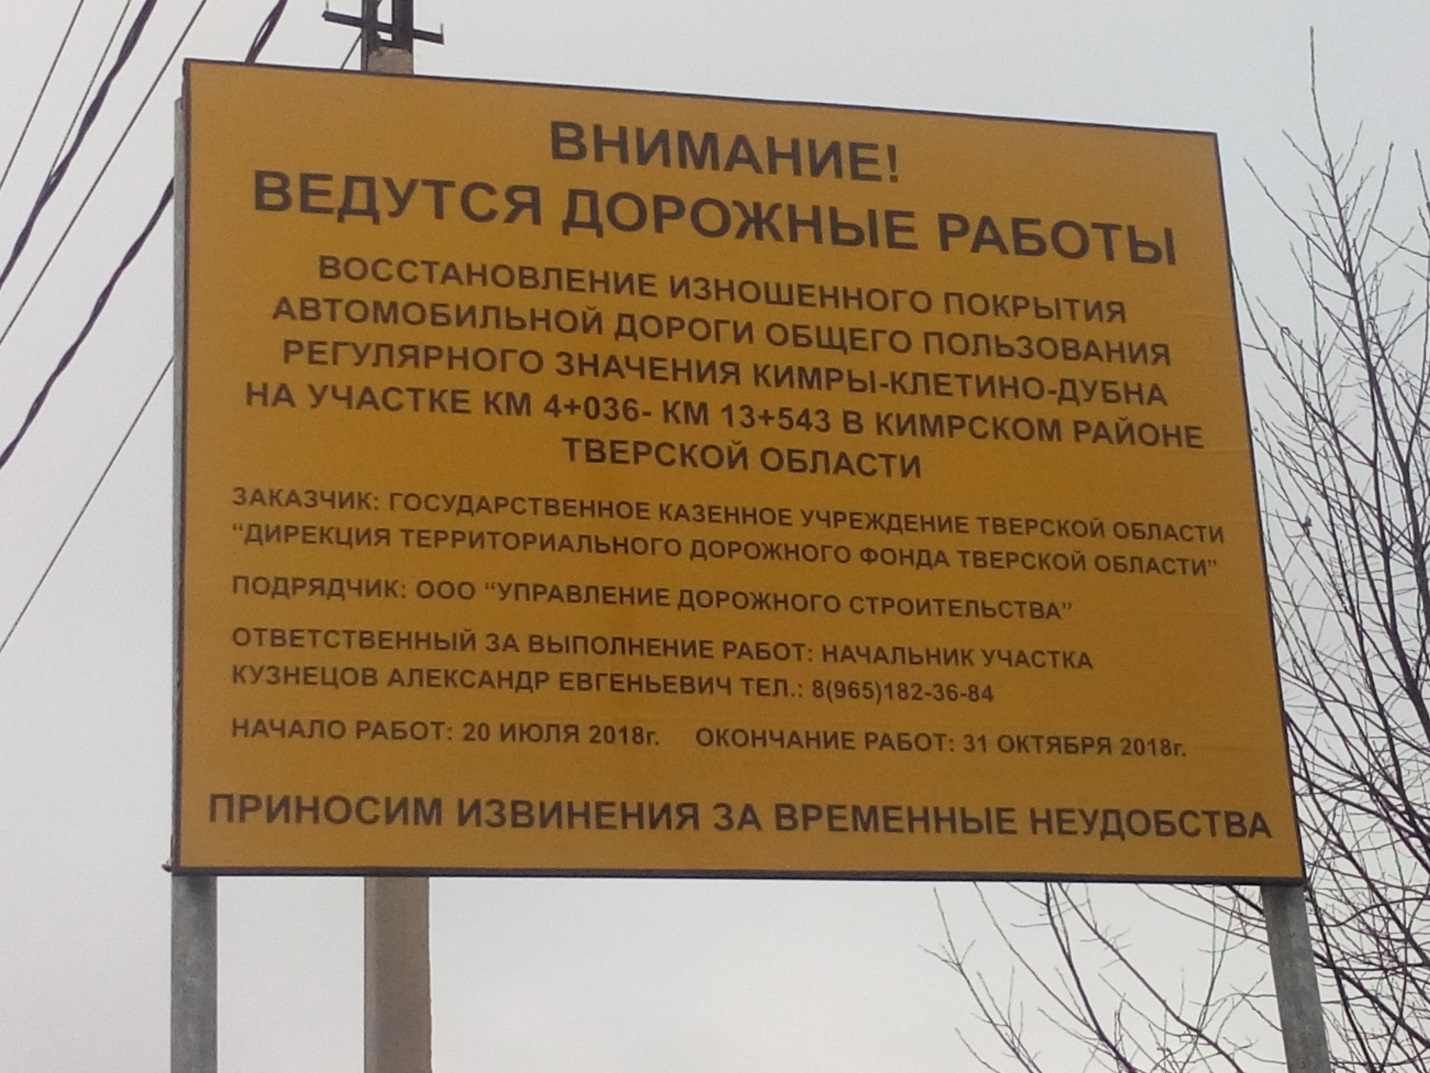 ВНИМАНИЕ!
ВЕДУТСЯ ДОРОЖНЫЕ РАБОТЫ
ВОССТАНОВЛЕНИЕ ИЗНОШЕННОГО ПОКРЫТИЯ
АВТОМОБИЛЬНОЙ ДОРОГИ ОБЩЕГО ПОЛЬЗОВАНИЯ
РЕГУЛЯРНОГО ЗНАЧЕНИЯ КИМРЫ-КЛЕТИНО-ДУБНА
НА УЧАСТКЕ КМ 4+036- КМ 13+543 В КИМРСКОМ РАЙОНЕ
ТВЕРСКОЙ ОБЛАСТИ
ЗАКАЗЧИК: ГОСУДАРСТВЕННОЕ КАЗЕННОЕ УЧРЕЖДЕНИЕ ТВЕРСКОЙ ОБЛАСТИ
“ДИРЕКЦИЯ ТЕРРИТОРИАЛЬНОГО ДОРОЖНОГО ФОНДА ТВЕРСКОЙ ОБЛАСТИ”
ПОДРЯДЧИК: ООО “УПРАВЛЕНИЕ ДОРОЖНОГО СТРОИТЕЛЬСТВА”
ОТВЕТСТВЕННЫЙ ЗА ВЫПОЛНЕНИЕ РАБОТ: НАЧАЛЬНИК УЧАСТКА
КУЗНЕЦОВ АЛЕКСАНДР ЕВГЕНЬЕВИЧ ТЕЛ.: 8(965)182-36-84
НАЧАЛО РАБОТ: 20 ИЮЛЯ 2018г. ОКОНЧАНИЕ РАБОТ: 31 ОКТЯБРЯ 2018г.
ПРИНОСИМ ИЗВИНЕНИЯ ЗА ВРЕМЕННЫЕ НЕУДОБСТВА